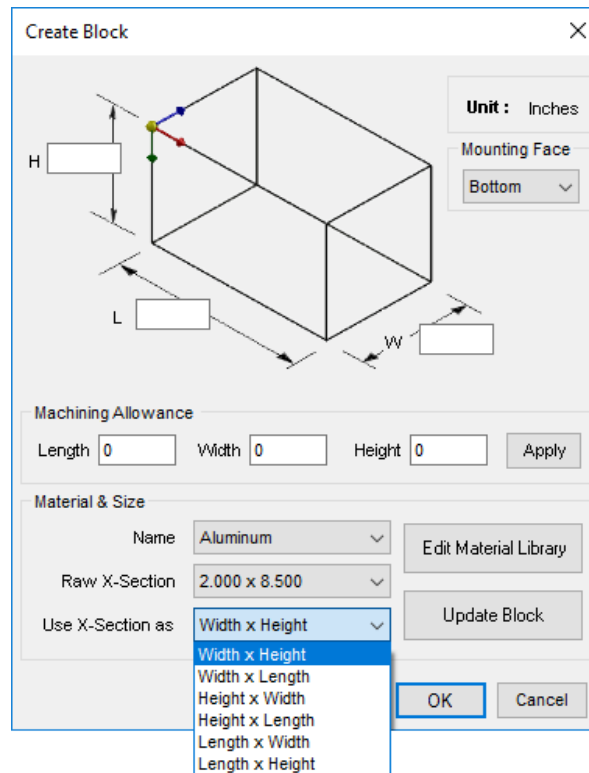 Create Block
Unit : Inches
Mounting Face
Bottom
H
L
W
Machining Allowance
Length 0 Width 0 Height 0 Apply
Material & Size
Name Aluminum Edit Material Library
Raw X-Section 2.000 x 8.500
Use X-Section as Width x Height Update Block
Width x Height
Width x Length
Height x Width
Height x Length
Length x Width
Length x Height
OK Cancel